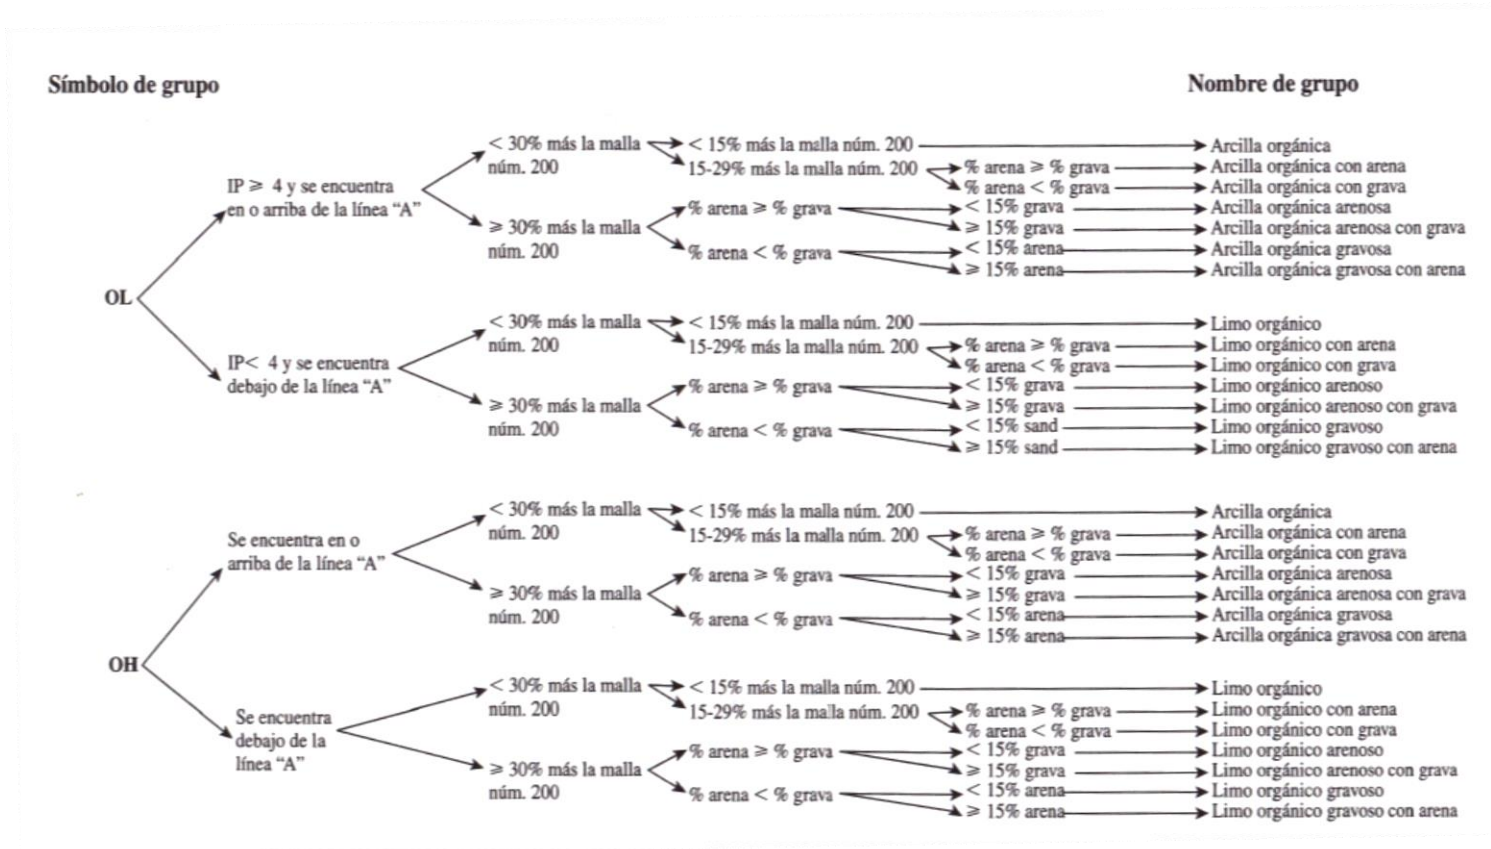 Símbolo de grupo Nombre de grupo
< 30% más la malla < 15% más la malla núm. 200 Arcilla orgánica
núm. 200 15-29% más la malla núm. 200 % arena ≥ % grava Arcilla orgánica con arena
IP ≥ 4 y se encuentra % arena < % grava Arcilla orgánica con grava
en o arriba de la línea “A” % arena ≥ % grava < 15% grava Arcilla orgánica arenosa
≥ 30% más la malla ≥ 15% grava Arcilla orgánica arenosa con grava
núm. 200 % arena < % grava < 15% arena Arcilla orgánica gravosa
≥ 15% arena Arcilla orgánica gravosa con arena
OL
< 30% más la malla < 15% más la malla núm. 200 Limo orgánico
núm. 200 15-29% más la malla núm. 200 % arena ≥ % grava Limo orgánico con arena
IP< 4 y se encuentra % arena < % grava Limo orgánico con grava
debajo de la línea “A” % arena ≥ % grava < 15% grava Limo orgánico arenoso
≥ 30% más la malla ≥ 15% grava Limo orgánico arenoso con grava
núm. 200 % arena < % grava < 15% sand Limo orgánico gravoso
≥ 15% sand Limo orgánico gravoso con arena
< 30% más la malla < 15% más la malla núm. 200 Arcilla orgánica
núm. 200 15-29% más la malla núm. 200 % arena ≥ % grava Arcilla orgánica con arena
Se encuentra en o % arena < % grava Arcilla orgánica con grava
arriba de la línea “A” % arena ≥ % grava < 15% grava Arcilla orgánica arenosa
≥ 30% más la malla ≥ 15% grava Arcilla orgánica arenosa con grava
núm. 200 % arena < % grava < 15% arena Arcilla orgánica gravosa
≥ 15% arena Arcilla orgánica gravosa con arena
OH
< 30% más la malla < 15% más la malla núm. 200 Limo orgánico
núm. 200 15-29% más la malla núm. 200 % arena ≥ % grava Limo orgánico con arena
Se encuentra % arena < % grava Limo orgánico con grava
debajo de la % arena ≥ % grava < 15% grava Limo orgánico arenoso
línea “A” ≥ 30% más la malla ≥ 15% grava Limo orgánico arenoso con grava
núm. 200 % arena < % grava < 15% arena Limo orgánico gravoso
≥ 15% arena Limo orgánico gravoso con arena